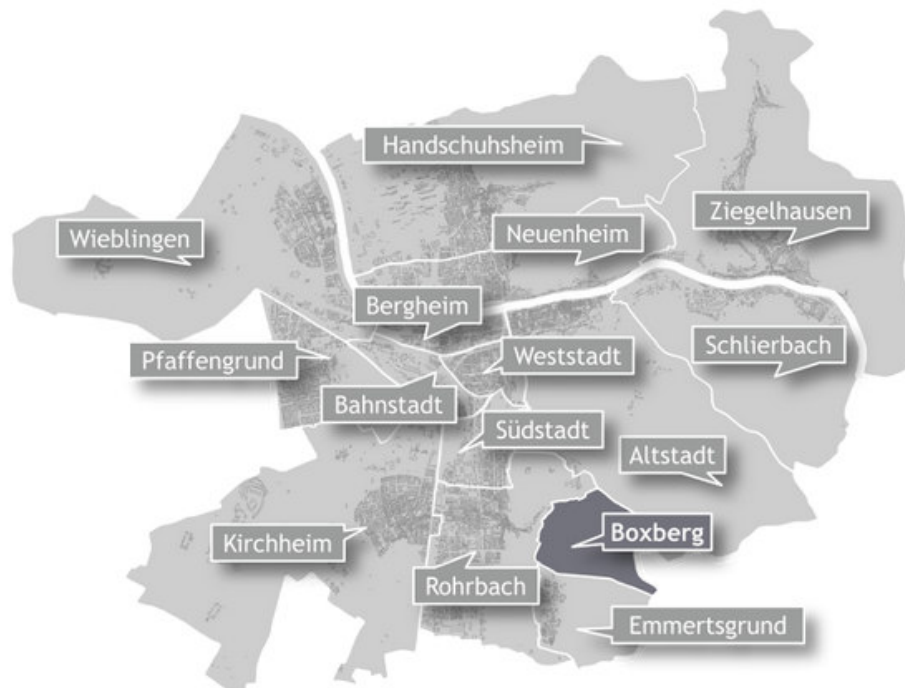 Handschuhsheim
Ziegelhausen
Wieblingen
Neuenheim
Bergheim
Schlierbach
Pfaffengrund
Weststadt
Bahnstadt
Südstadt
Altstadt
Boxberg
Kirchheim
Rohrbach
Emmertsgrund